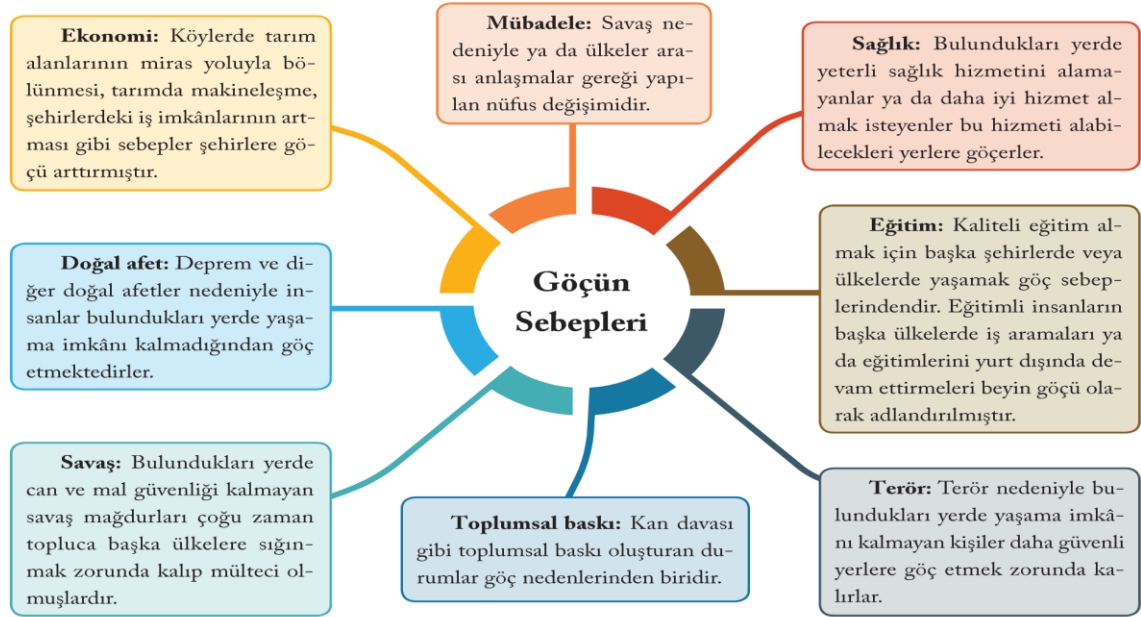 Ekonomi: Köylerde tarım
alanlarının miras yoluyla bö-
lünmesi, tarımda makineleşme,
şehirlerdeki iş imkânlarının art-
ması gibi sebepler şehirlere gö-
çü arttırmıştır.
Mübadele: Savaş ne-
deniyle ya da ülkeler ara-
sı anlaşmalar gereği yapı-
lan nüfus değişimidir.
Sağlık: Bulundukları yerde
yeterli sağlık hizmetini alama-
yanlar ya da daha iyi hizmet al-
mak isteyenler bu hizmeti alabi-
lecekleri yerlere göçerler.
Doğal afet: Deprem ve di-
ğer doğal afetler nedeniyle in-
sanlar bulundukları yerde yaşa-
ma imkânı kalmadığından göç
etmektedirler.
Göçün
Sebepleri
Eğitim: Kaliteli eğitim al-
mak için başka şehirlerde veya
ülkelerde yaşamak göç sebep-
lerindendir. Eğitimli insanların
başka ülkelerde iş aramaları ya
da eğitimlerini yurt dışında de-
vam ettirmeleri beyin göçü ola-
rak adlandırılmıştır.
Savaş: Bulundukları yerde
can ve mal güvenliği kalmayan
savaş mağdurları çoğu zaman
topluca başka ülkelere sığın-
mak zorunda kalıp mülteci ol-
muşlardır.
Toplumsal baskı: Kan davası
gibi toplumsal baskı oluşturan du-
rumlar göç nedenlerinden biridir.
Terör: Terör nedeniyle bu-
lundukları yerde yaşama imkâ-
nı kalmayan kişiler daha güvenli
yerlere göç etmek zorunda ka-
lırlar.